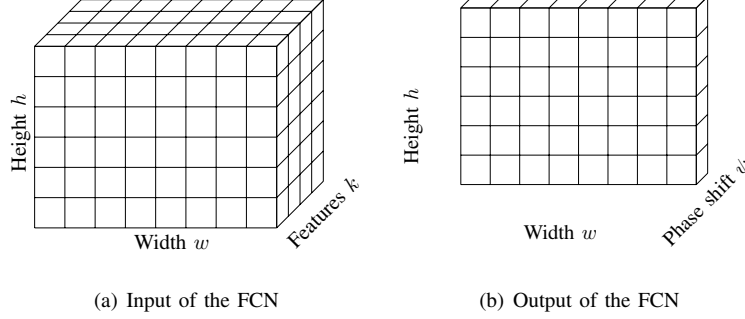 Height h
Width w
Features k
(a) Input of the FCN
Height h
Width w
Phase shift ψ
(b) Output of the FCN